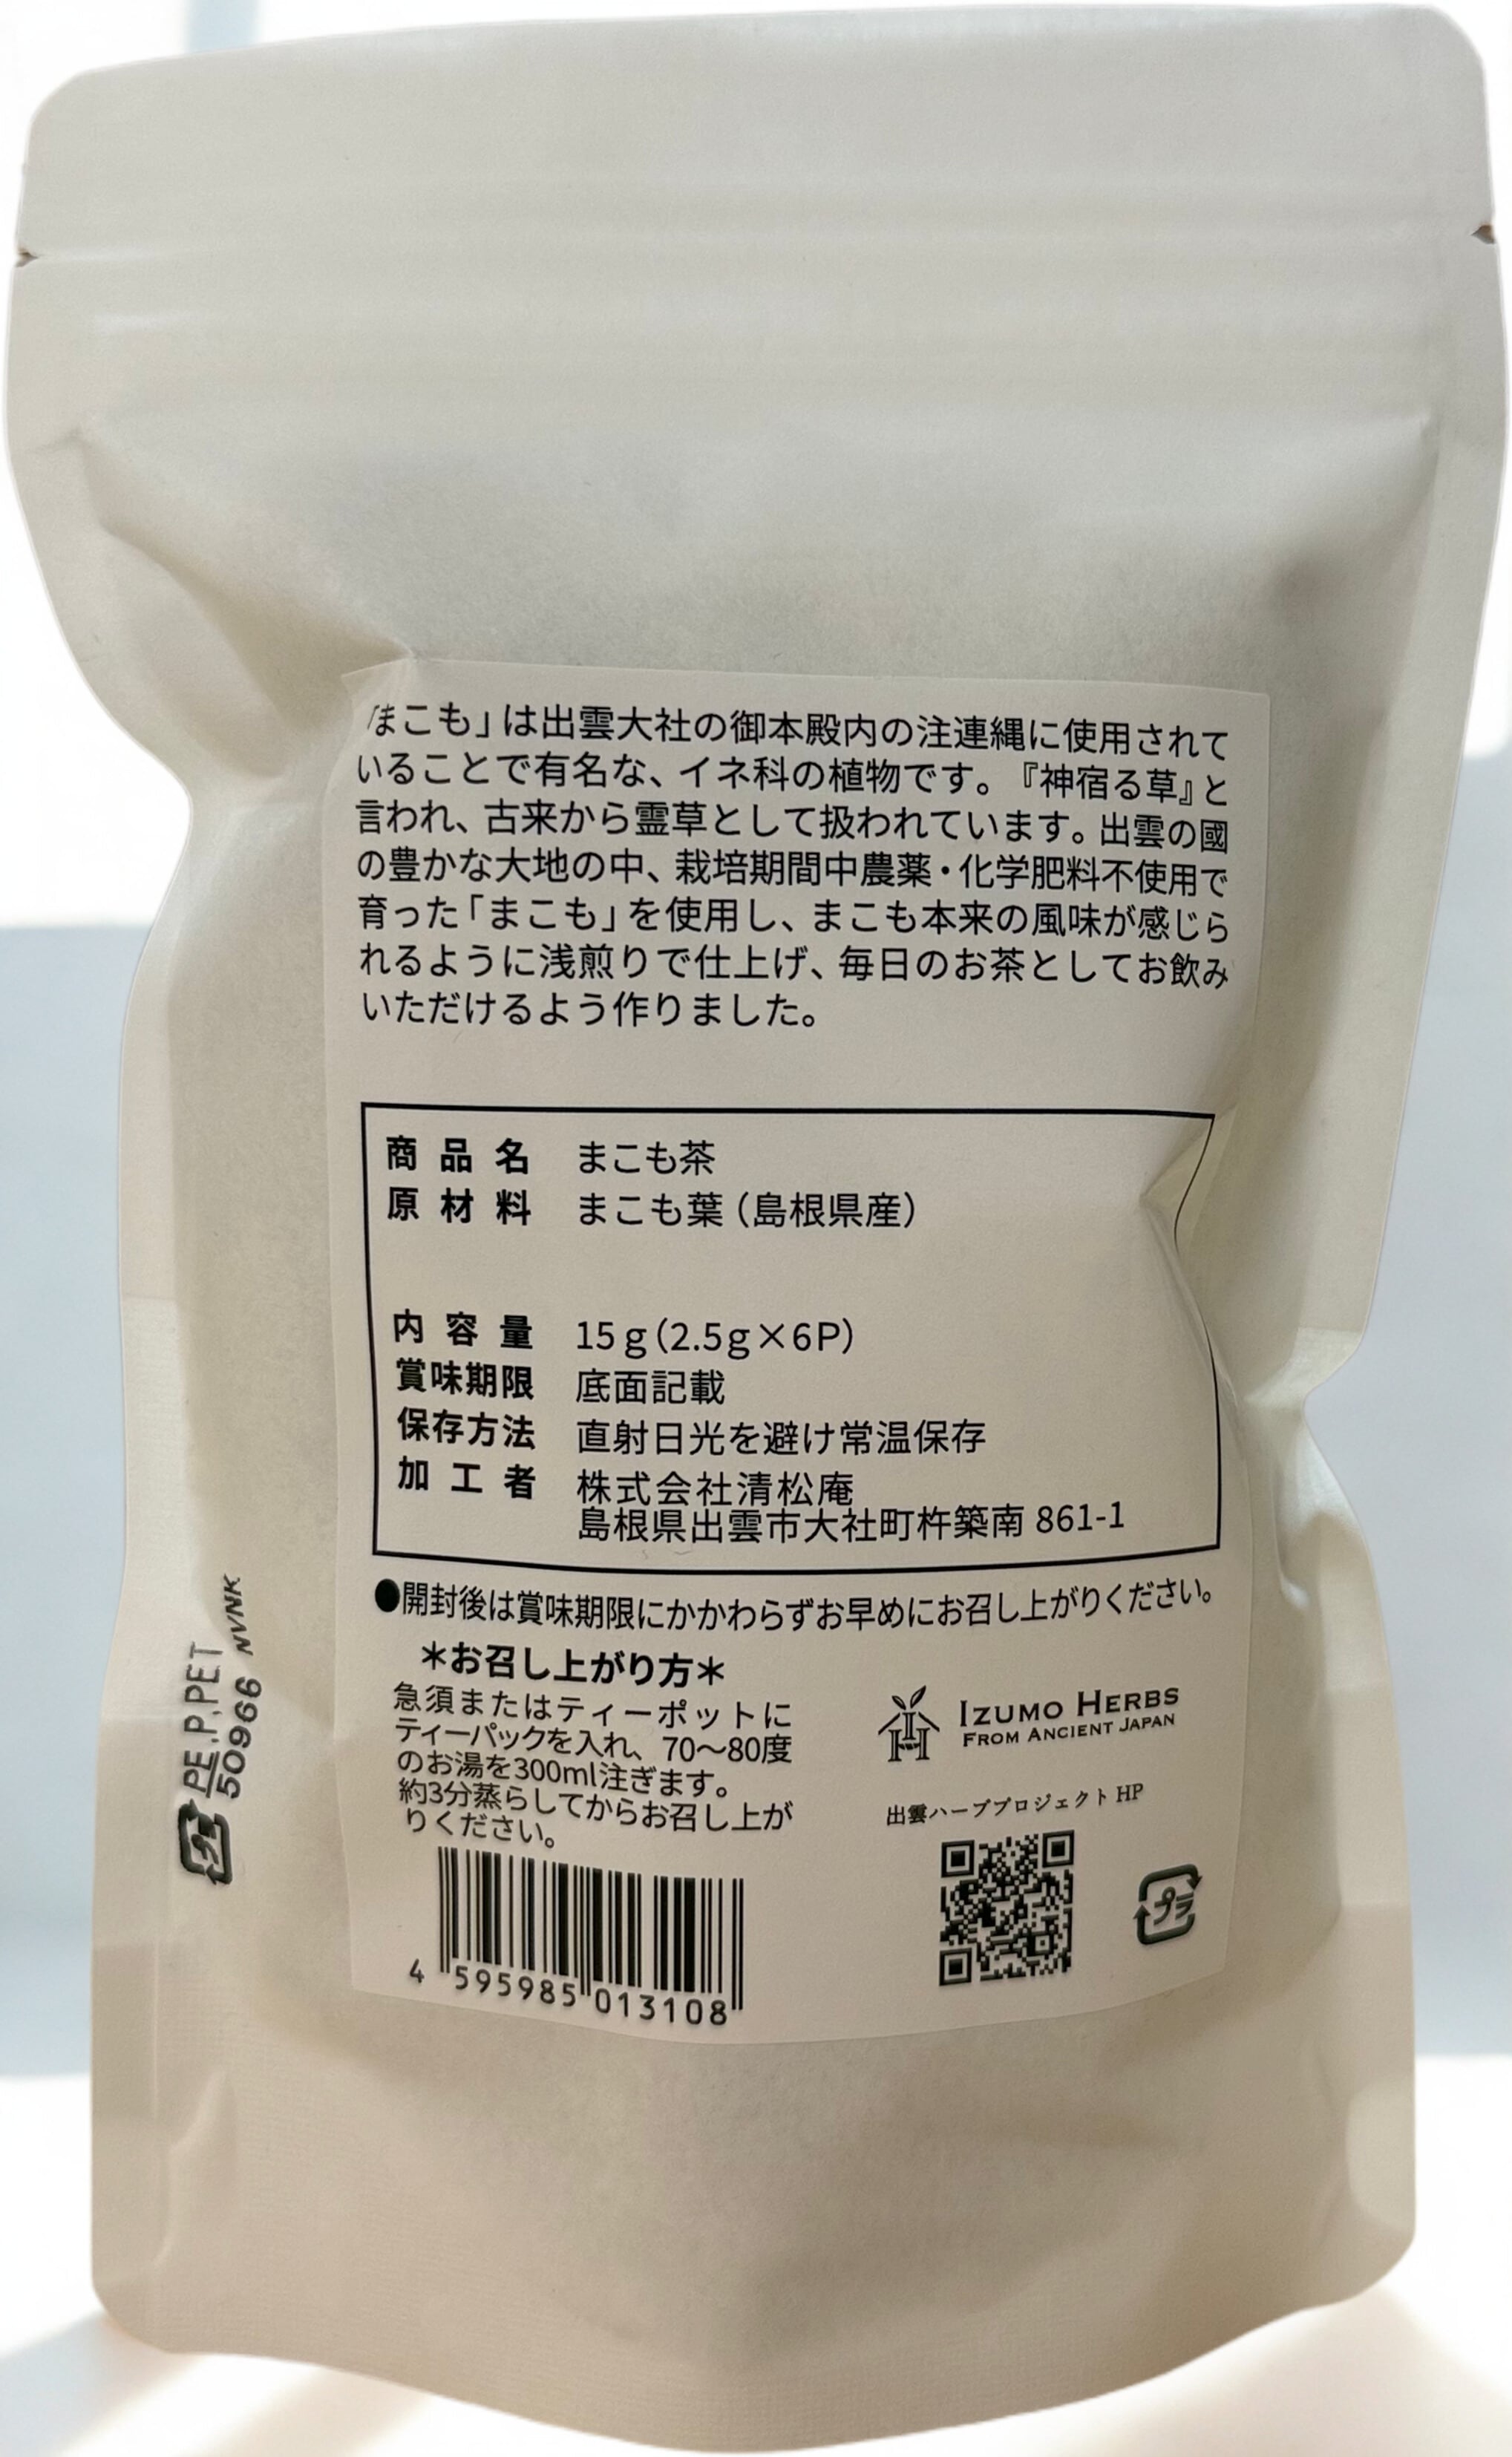 「まこも」は出雲大社の御本殿内の注連縄に使用されて
いることで有名な、イネ科の植物です。『神宿る草』と
言われ、古来から霊草として扱われています。出雲の國
の豊かな大地の中、栽培期間中農薬・化学肥料不使用で
育った「まこも」を使用し、まこも本来の風味が感じら
れるように浅煎りで仕上げ、毎日のお茶としてお飲み
いただけるよう作りました。
商品名 まこも茶
原材料 まこも葉(島根県産)
内容量 15g(2.5g×6P)
賞味期限 底面記載
保存方法 直射日光を避け常温保存
加工者 株式会社清松庵
島根県出雲市大社町杵築南 861-1
●開封後は賞味期限にかかわらずお早めにお召し上がりください。
＊お召し上がり方＊
急須またはティーポットに
ティーパックを入れ、70～80度
のお湯を300ml注ぎます。
約3分蒸らしてからお召し上が
りください。
4 595985 013108
IZUMO HERBS
FROM ANCIENT JAPAN
出雲ハーブプロジェクト HP
プラ
プラ PE,P,PET
50966 NVNK